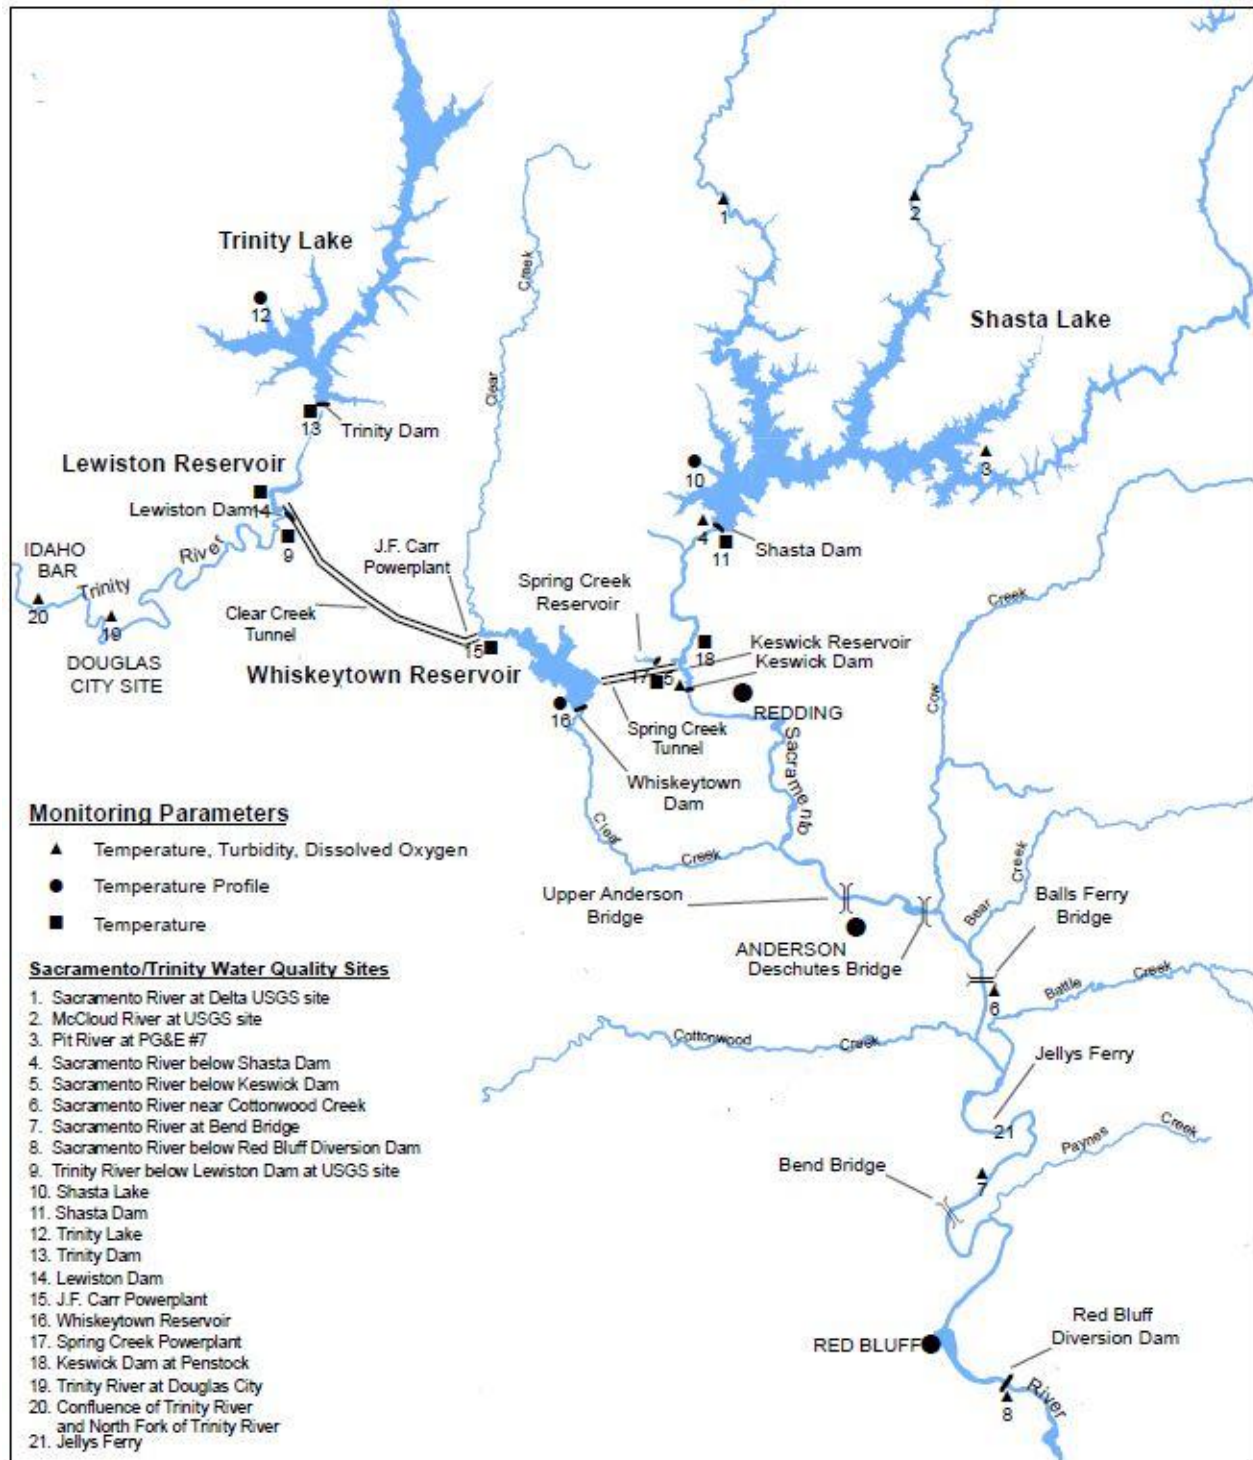 1
2
Trinity Lake
12
Creek
Shasta Lake
13
Trinity Dam
Clear
Lewiston Reservoir
10
3
14
Lewiston Dam
4
11
Shasta Dam
9
IDAHO
BAR
River
Trinity
20
19
J.F. Carr
Powerplant
Spring Creek
Reservoir
Creek
Clear Creek
Tunnel
15
18
Keswick Reservoir
Keswick Dam
DOUGLAS
CITY SITE
Whiskeytown Reservoir
17
5
Cow
16
REDDING
Spring Creek
Tunnel
Sacramento
Whiskeytown
Dam
Monitoring Parameters
Temperature, Turbidity, Dissolved Oxygen
Temperature Profile
Temperature
Clear
Creek
Creek
Upper Anderson
Bridge
Balls Ferry
Bridge
Bear
ANDERSON
Deschutes Bridge
Battle
Creek
6
Cottonwood
Creek
Jellys Ferry
21
Paynes
Creek
Bend Bridge
7
Red Bluff
Diversion Dam
RED BLUFF
River
8
Sacramento/Trinity Water Quality Sites
1. Sacramento River at Delta USGS site
2. McCloud River at USGS site
3. Pit River at PG&E #7
4. Sacramento River below Shasta Dam
5. Sacramento River below Keswick Dam
6. Sacramento River near Cottonwood Creek
7. Sacramento River at Bend Bridge
8. Sacramento River below Red Bluff Diversion Dam
9. Trinity River below Lewiston Dam at USGS site
10. Shasta Lake
11. Shasta Dam
12. Trinity Lake
13. Trinity Dam
14. Lewiston Dam
15. J.F. Carr Powerplant
16. Whiskeytown Reservoir
17. Spring Creek Powerplant
18. Keswick Dam at Penstock
19. Trinity River at Douglas City
20. Confluence of Trinity River
and North Fork of Trinity River
21. Jellys Ferry